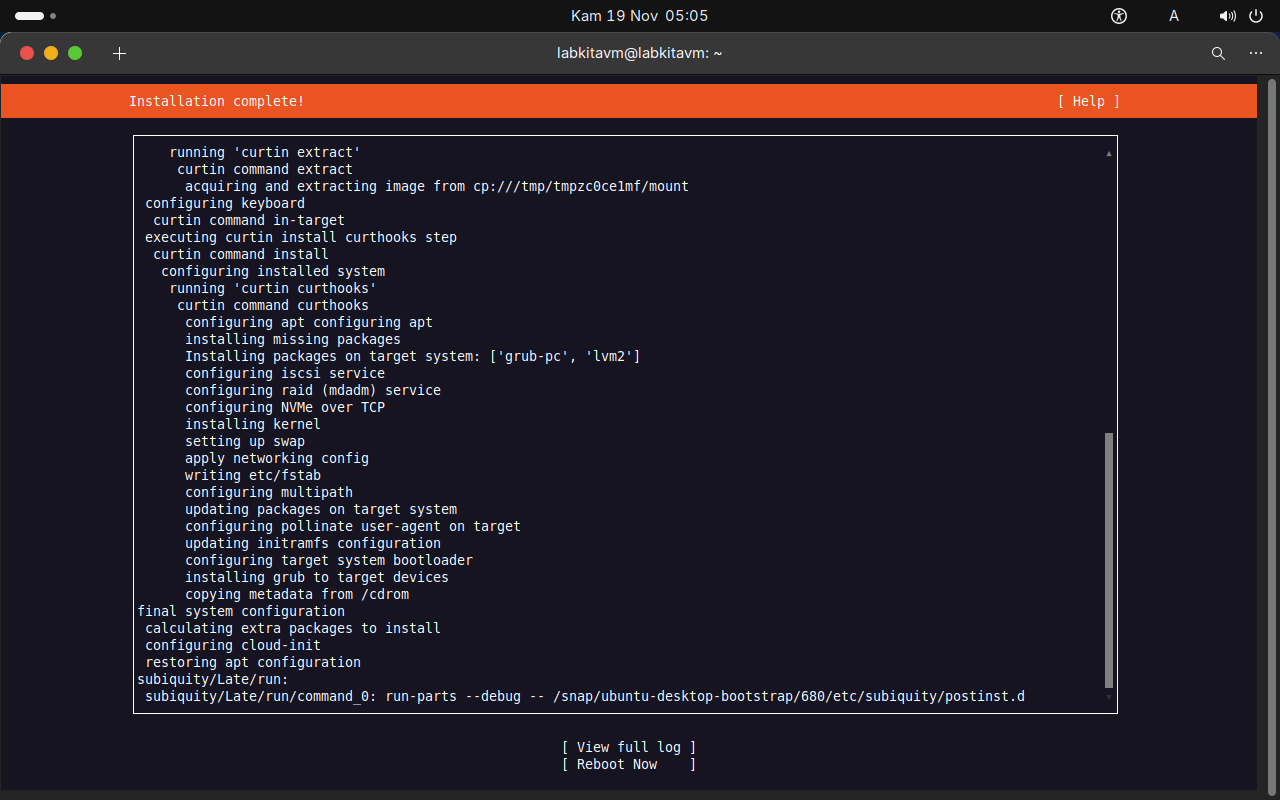 Kam 19 Nov 05:05
A
labkitavm@labkitavm: ~
Installation complete!
[ Help ]
running 'curtin extract'
curtin command extract
acquiring and extracting image from cp:///tmp/tmpzc0ce1mf/mount
configuring keyboard
curtin command in-target
executing curtin install curthooks step
curtin command install
configuring installed system
running 'curtin curthooks'
curtin command curthooks
configuring apt configuring apt
installing missing packages
Installing packages on target system: ['grub-pc', 'lvm2']
configuring iscsi service
configuring raid (mdadm) service
configuring NVMe over TCP
installing kernel
setting up swap
apply networking config
writing etc/fstab
configuring multipath
updating packages on target system
configuring pollinate user-agent on target
updating initramfs configuration
configuring target system bootloader
installing grub to target devices
copying metadata from /cdrom
final system configuration
calculating extra packages to install
configuring cloud-init
restoring apt configuration
subiquity/Late/run:
subiquity/Late/run/command_0: run-parts --debug -- /snap/ubuntu-desktop-bootstrap/680/etc/subiquity/postinst.d
[ View full log ]
[ Reboot Now    ]